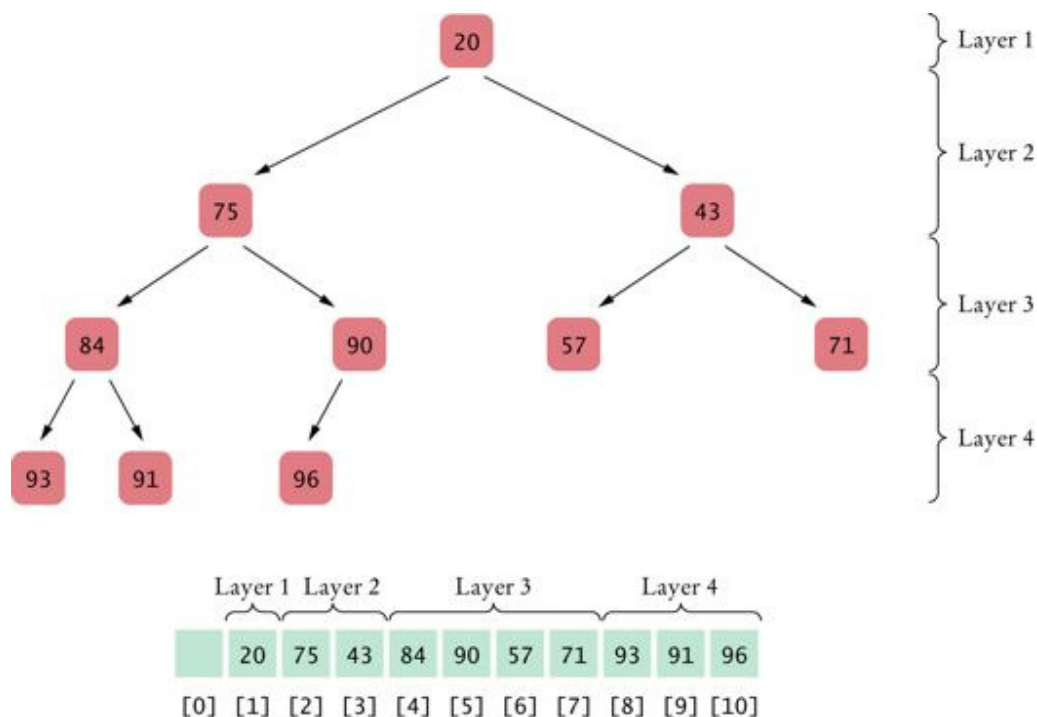 20 Layer 1
Layer 2
75 43
Layer 3
84 90 57 71
Layer 4
93 91 96
Layer 1 Layer 2 Layer 3 Layer 4
20 75 43 84 90 57 71 93 91 96
[0] [1] [2] [3] [4] [5] [6] [7] [8] [9] [10]